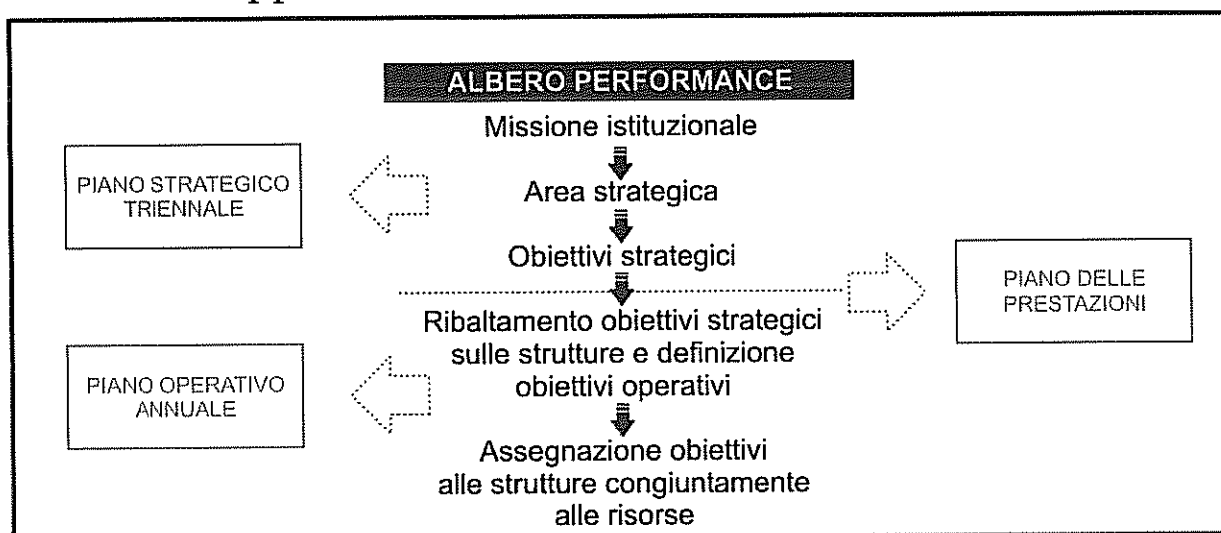 ALBERO PERFORMANCE
Missione istituzionale
PIANO STRATEGICO
TRIENNALE
Area strategica
Obiettivi strategici
PIANO DELLE
PRESTAZIONI
Ribaltamento obiettivi strategici
sulle strutture e definizione
obiettivi operativi
PIANO OPERATIVO
ANNUALE
Assegnazione obiettivi
alle strutture congiuntamente
alle risorse